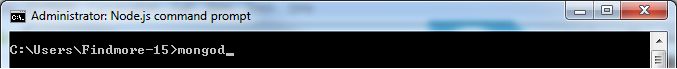 Administrator: Node.js command prompt
C:\Users\Findmore-15>mongod_